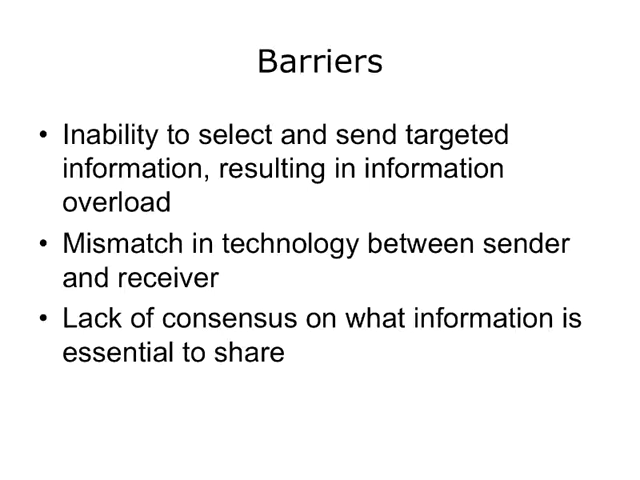 Barriers
• Inability to select and send targeted
information, resulting in information
overload
• Mismatch in technology between sender
and receiver
• Lack of consensus on what information is
essential to share